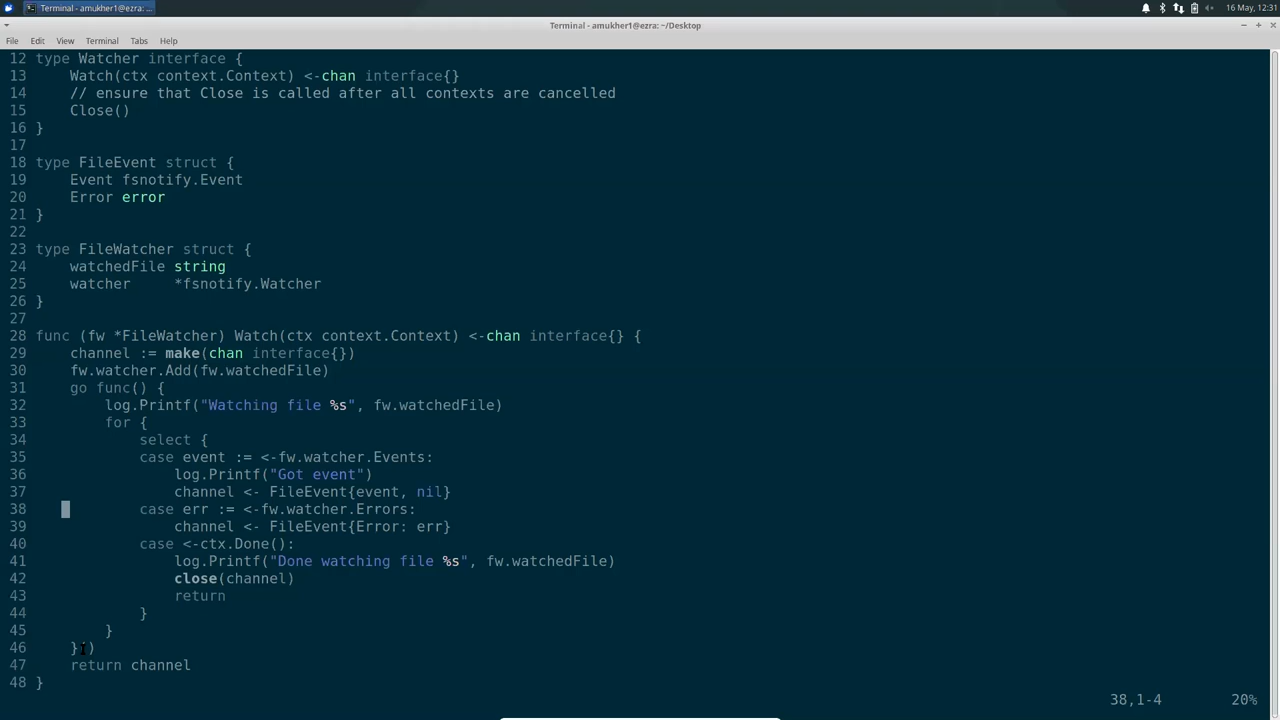 Terminal - amukher1@ezra: ...
16 May, 12:31
Terminal - amukher1@ezra: ~/Desktop
File Edit View Terminal Tabs Help
12 type Watcher interface {
13     Watch(ctx context.Context) <-chan interface{}
14     // ensure that Close is called after all contexts are cancelled
15     Close()
16 }
17
18 type FileEvent struct {
19     Event fsnotify.Event
20     Error error
21 }
22
23 type FileWatcher struct {
24     watchedFile string
25     watcher     *fsnotify.Watcher
26 }
27
28 func (fw *FileWatcher) Watch(ctx context.Context) <-chan interface{} {
29     channel := make(chan interface{})
30     fw.watcher.Add(fw.watchedFile)
31     go func() {
32         log.Printf("Watching file %s", fw.watchedFile)
33         for {
34             select {
35             case event := <-fw.watcher.Events:
36                 log.Printf("Got event")
37                 channel <- FileEvent{event, nil}
38             case err := <-fw.watcher.Errors:
39                 channel <- FileEvent{Error: err}
40             case <-ctx.Done():
41                 log.Printf("Done watching file %s", fw.watchedFile)
42                 close(channel)
43                 return
44             }
45         }
46     }()
47     return channel
48 }
38,1-4 20%